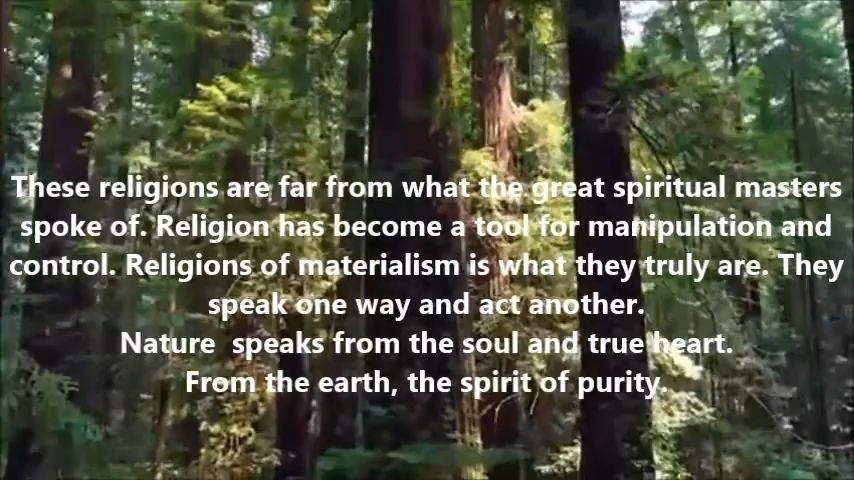 These religions are far from what the great spiritual masters
spoke of. Religion has become a tool for manipulation and
control. Religions of materialism is what they truly are. They
speak one way and act another.
Nature  speaks from the soul and true heart.
From the earth, the spirit of purity.